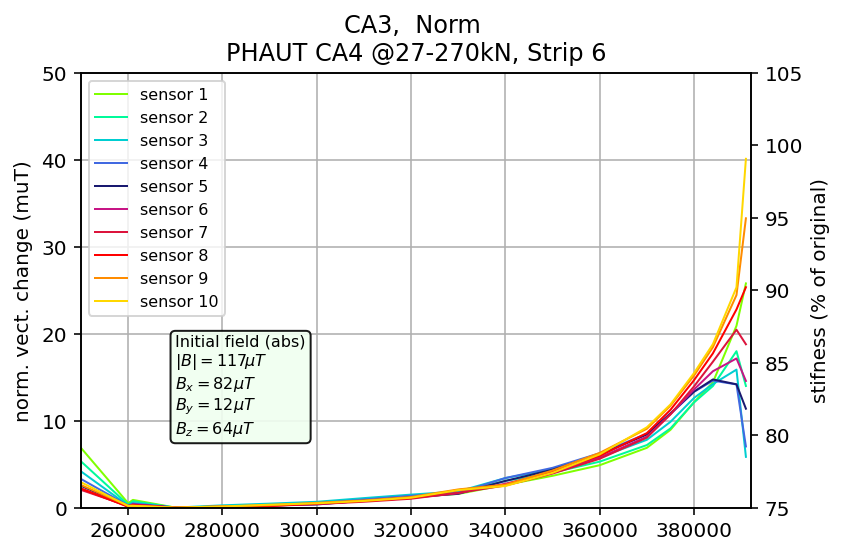 CA3,  Norm
PHAUT CA4 @27-270kN, Strip 6
norm. vect. change (muT)
50
40
30
20
10
0
sensor 1
sensor 2
sensor 3
sensor 4
sensor 5
sensor 6
sensor 7
sensor 8
sensor 9
sensor 10
Initial field (abs)
|B| = 117μT
Bx = 82μT
By = 12μT
Bz = 64μT
105
100
95
90
85
80
75
stifness (% of original)
260000 280000 300000 320000 340000 360000 380000